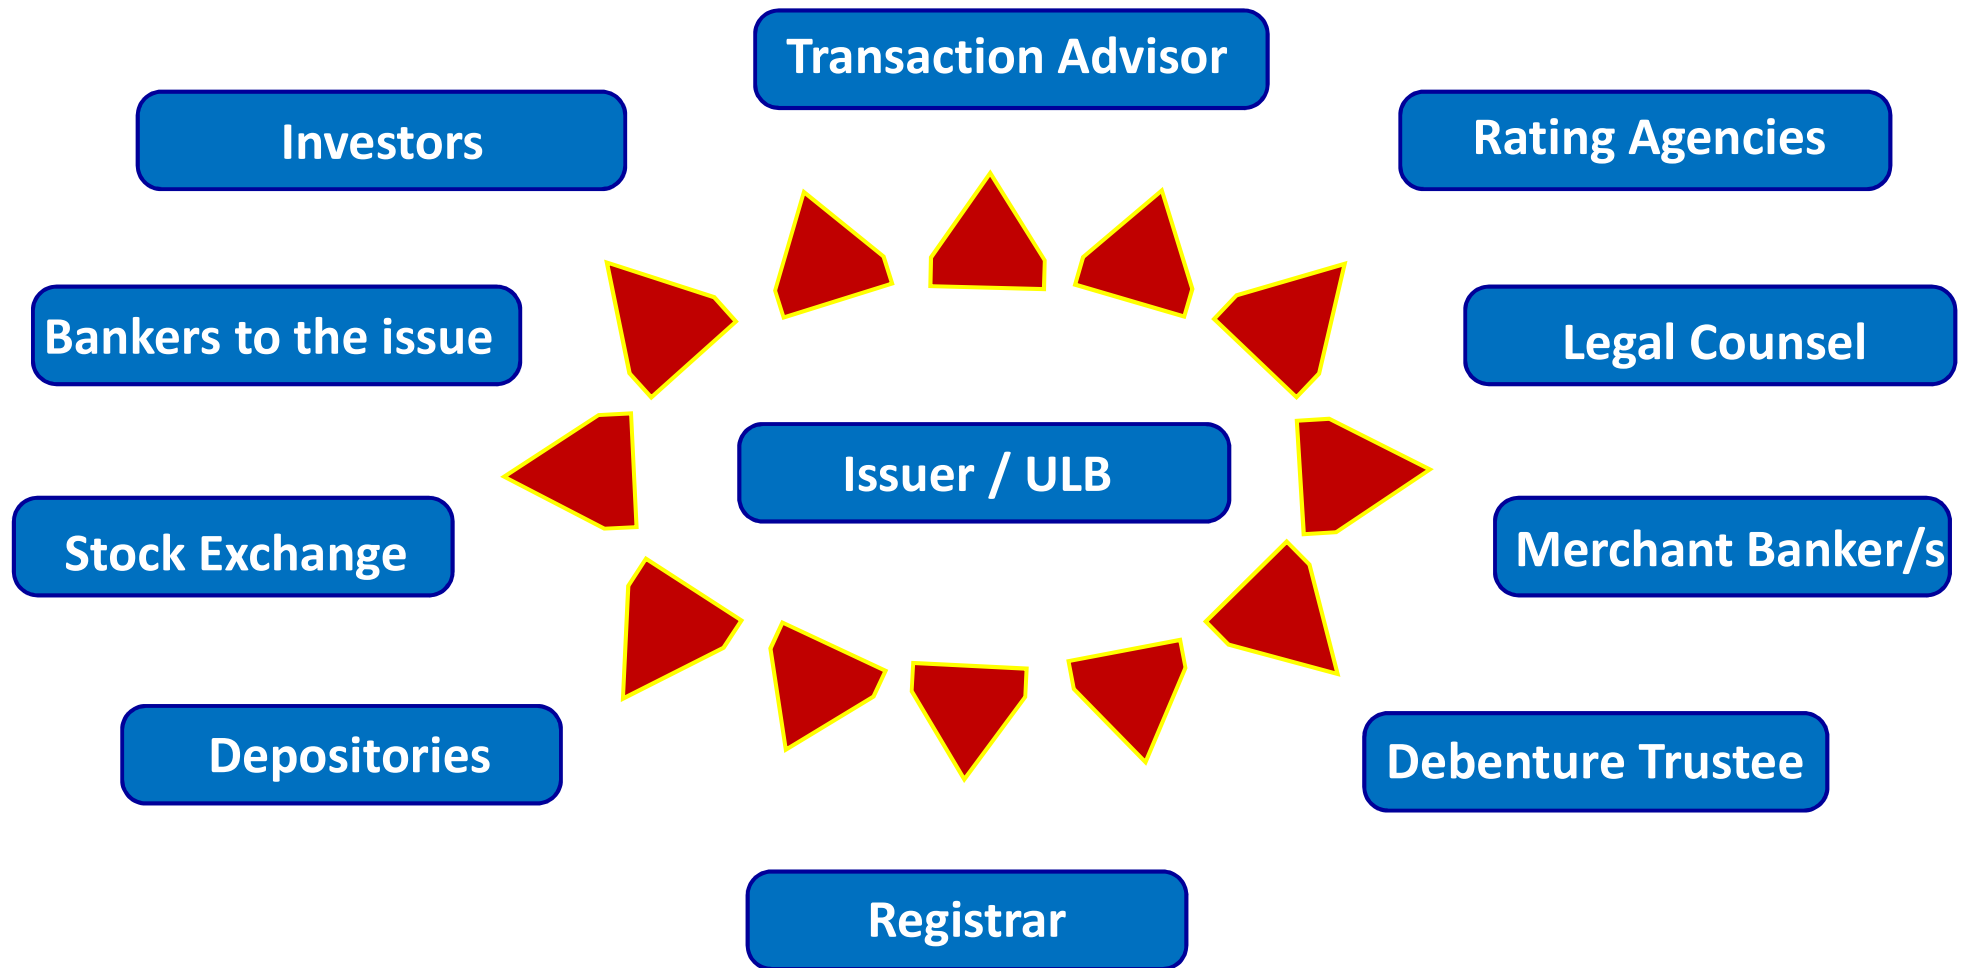 Transaction Advisor
Investors
Rating Agencies
Bankers to the issue
Legal Counsel
Issuer / ULB
Stock Exchange
Merchant Banker/s
Depositories
Debenture Trustee
Registrar